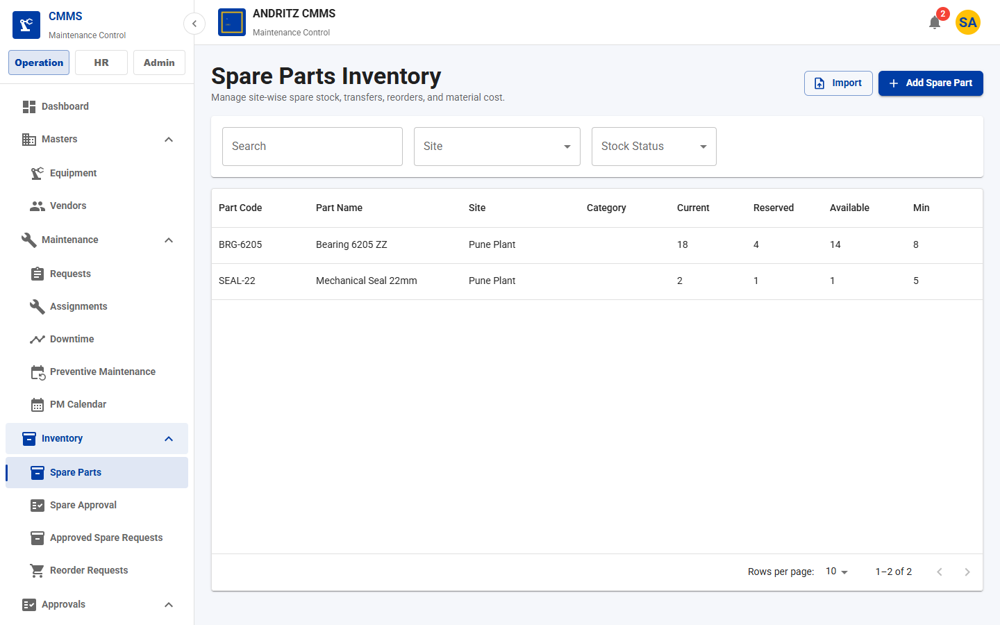 CMMS
Maintenance Control
Operation
HR
Admin
Dashboard
Masters
Equipment
Vendors
Maintenance
Requests
Assignments
Downtime
Preventive Maintenance
PM Calendar
Inventory
Spare Parts
Spare Approval
Approved Spare Requests
Reorder Requests
Approvals
ANDRITZ CMMS
Maintenance Control
2
SA
Spare Parts Inventory
Manage site-wise spare stock, transfers, reorders, and material cost.
Import
Add Spare Part
Search
Site
Stock Status
Part Code Part Name Site Category Current Reserved Available Min
BRG-6205 Bearing 6205 ZZ Pune Plant 18 4 14 8
SEAL-22 Mechanical Seal 22mm Pune Plant 2 1 1 5
Rows per page: 10 1–2 of 2